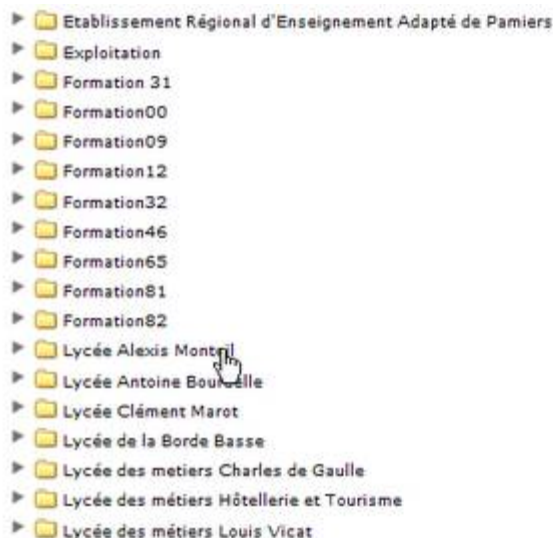 Etablissement Régional d'Enseignement Adapté de Pamiers
Exploitation
Formation 31
Formation00
Formation09
Formation12
Formation32
Formation46
Formation65
Formation81
Formation82
Lycée Alexis Monteil
Lycée Antoine Bourdelle
Lycée Clément Marot
Lycée de la Borde Basse
Lycée des metiers Charles de Gaulle
Lycée des métiers Hôtellerie et Tourisme
Lycée des métiers Louis Vicat